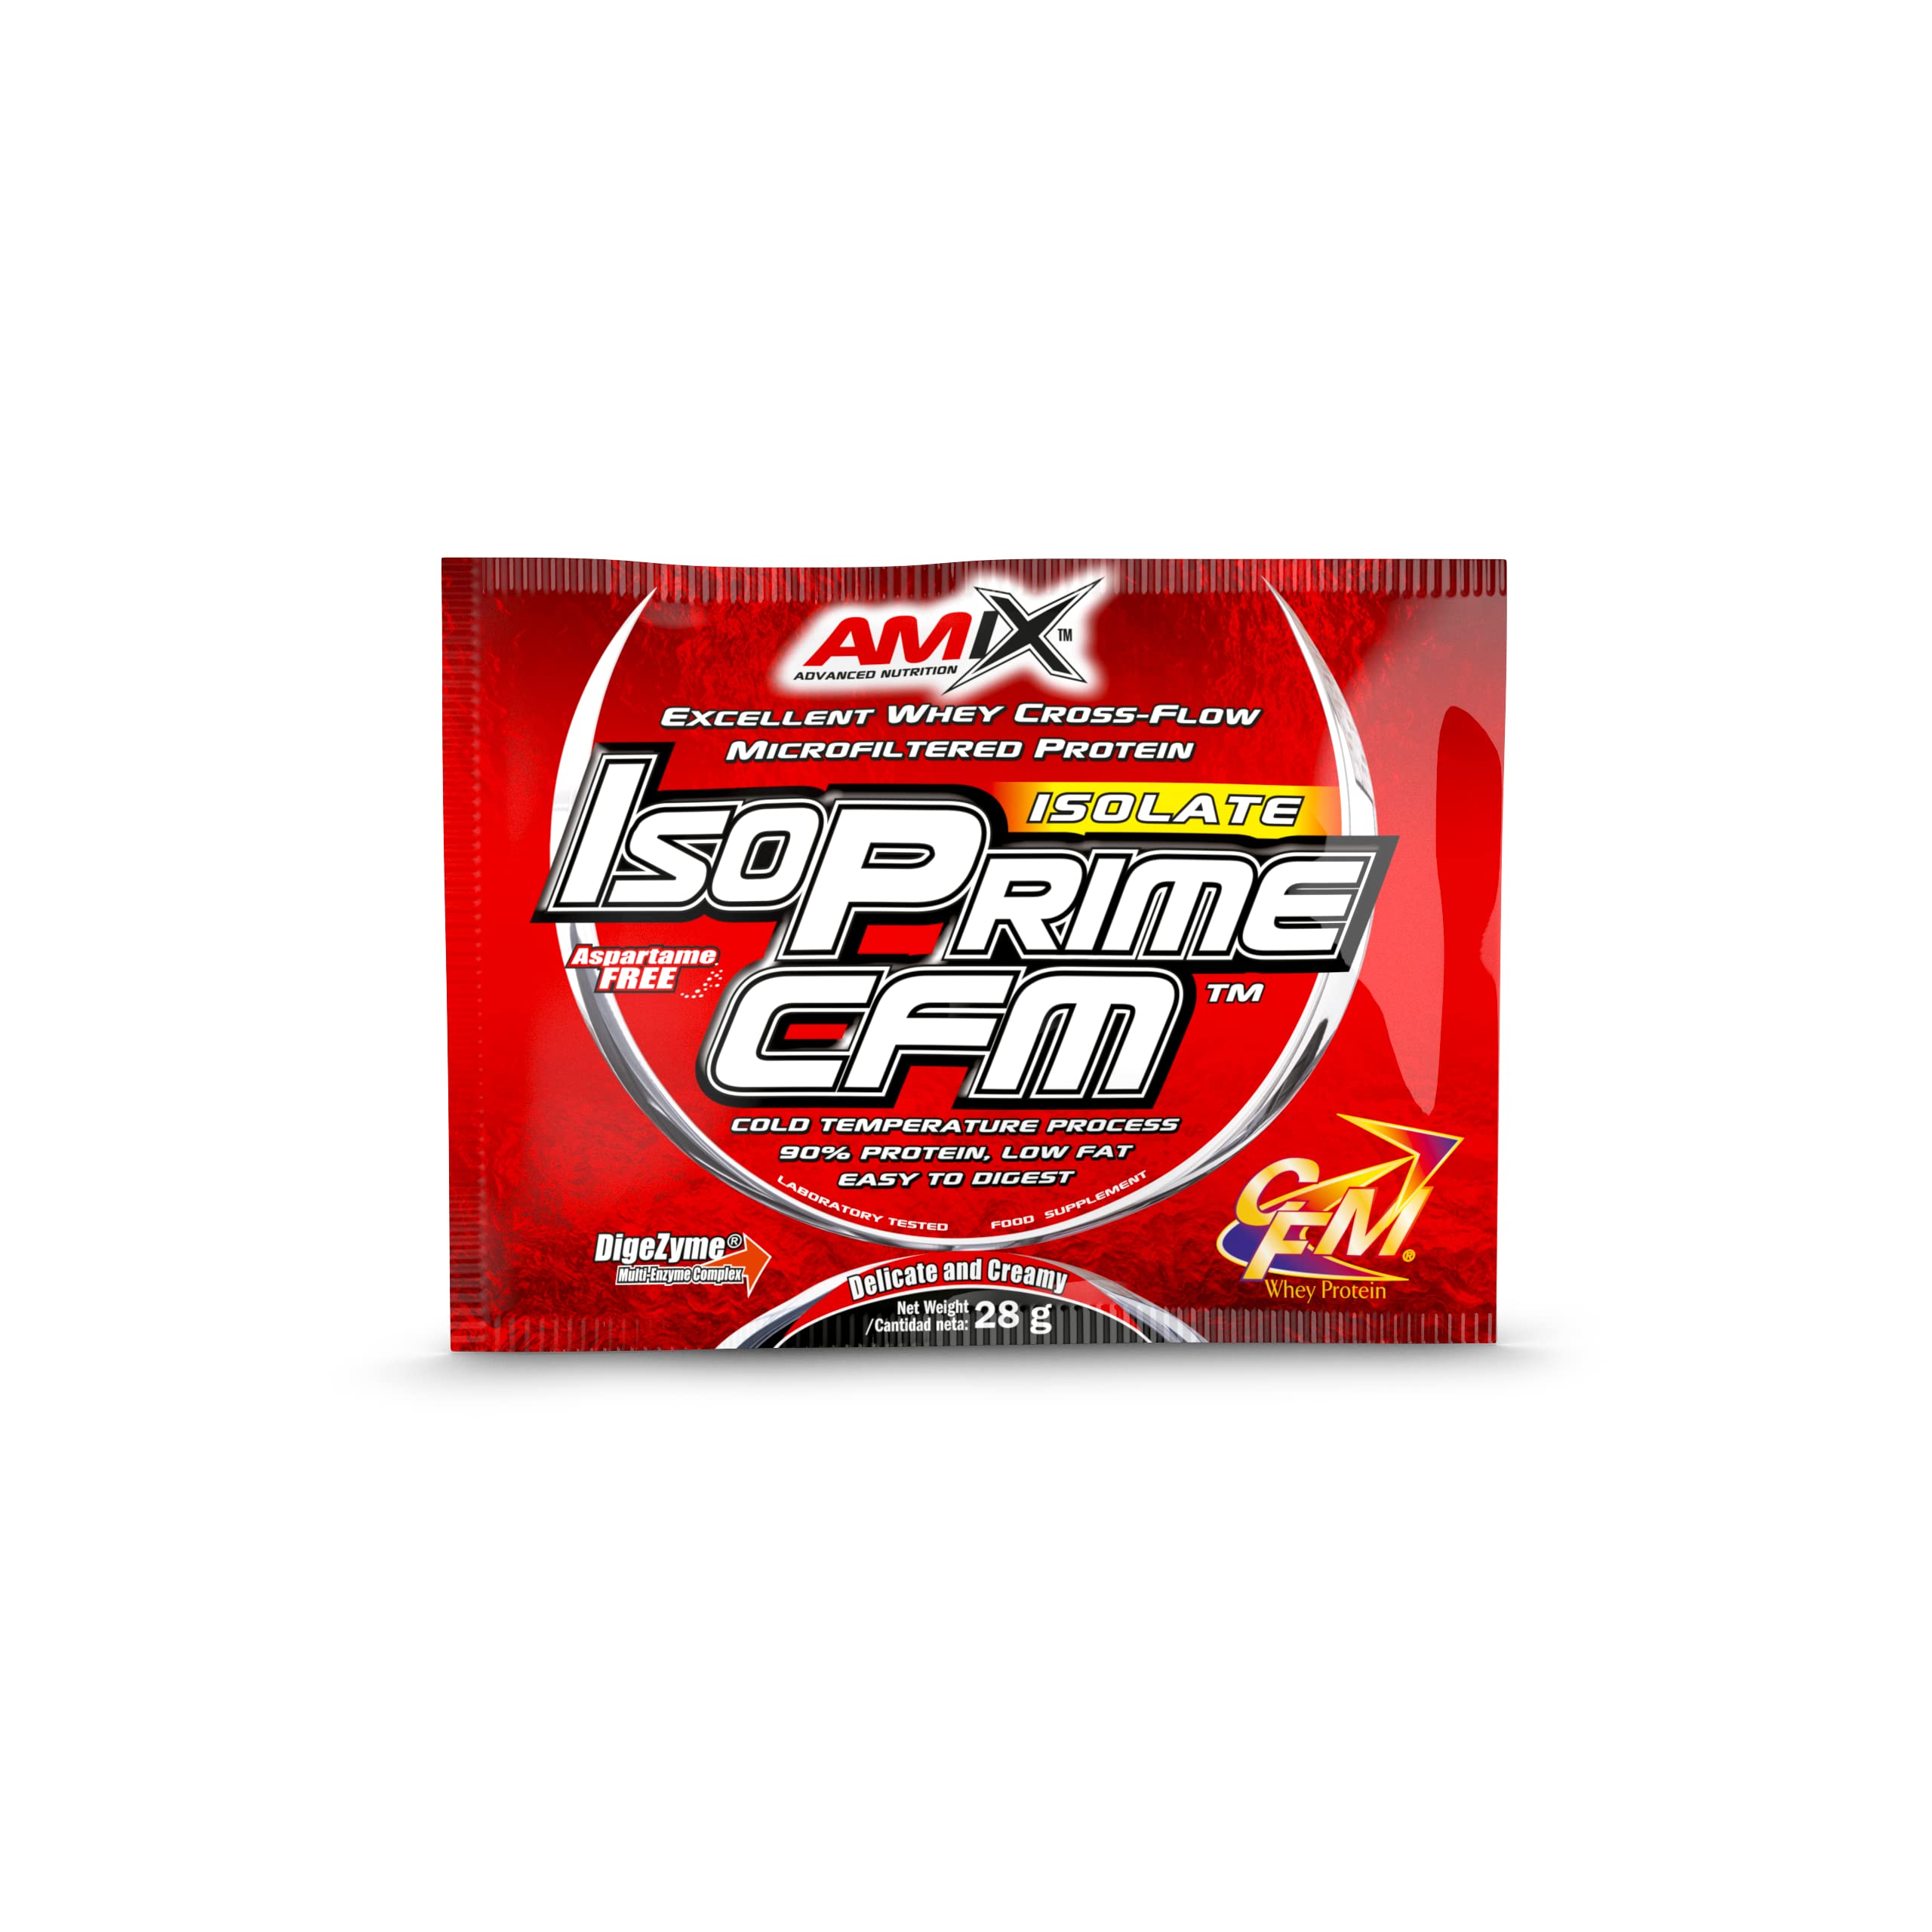 AMIX™
ADVANCED NUTRITION
EXCELLENT WHEY CROSS-FLOW
MICROFILTERED PROTEIN
ISOLATE
ISOPRIME
CFM™
Aspartame
FREE
COLD TEMPERATURE PROCESS
90% PROTEIN, LOW FAT
EASY TO DIGEST
LABORATORY TESTED FOOD SUPPLEMENT
DigeZyme®
Multi-Enzyme Complex
CFM®
Whey Protein
Delicate and Creamy
Net Weight
/Cantidad neta: 28 g